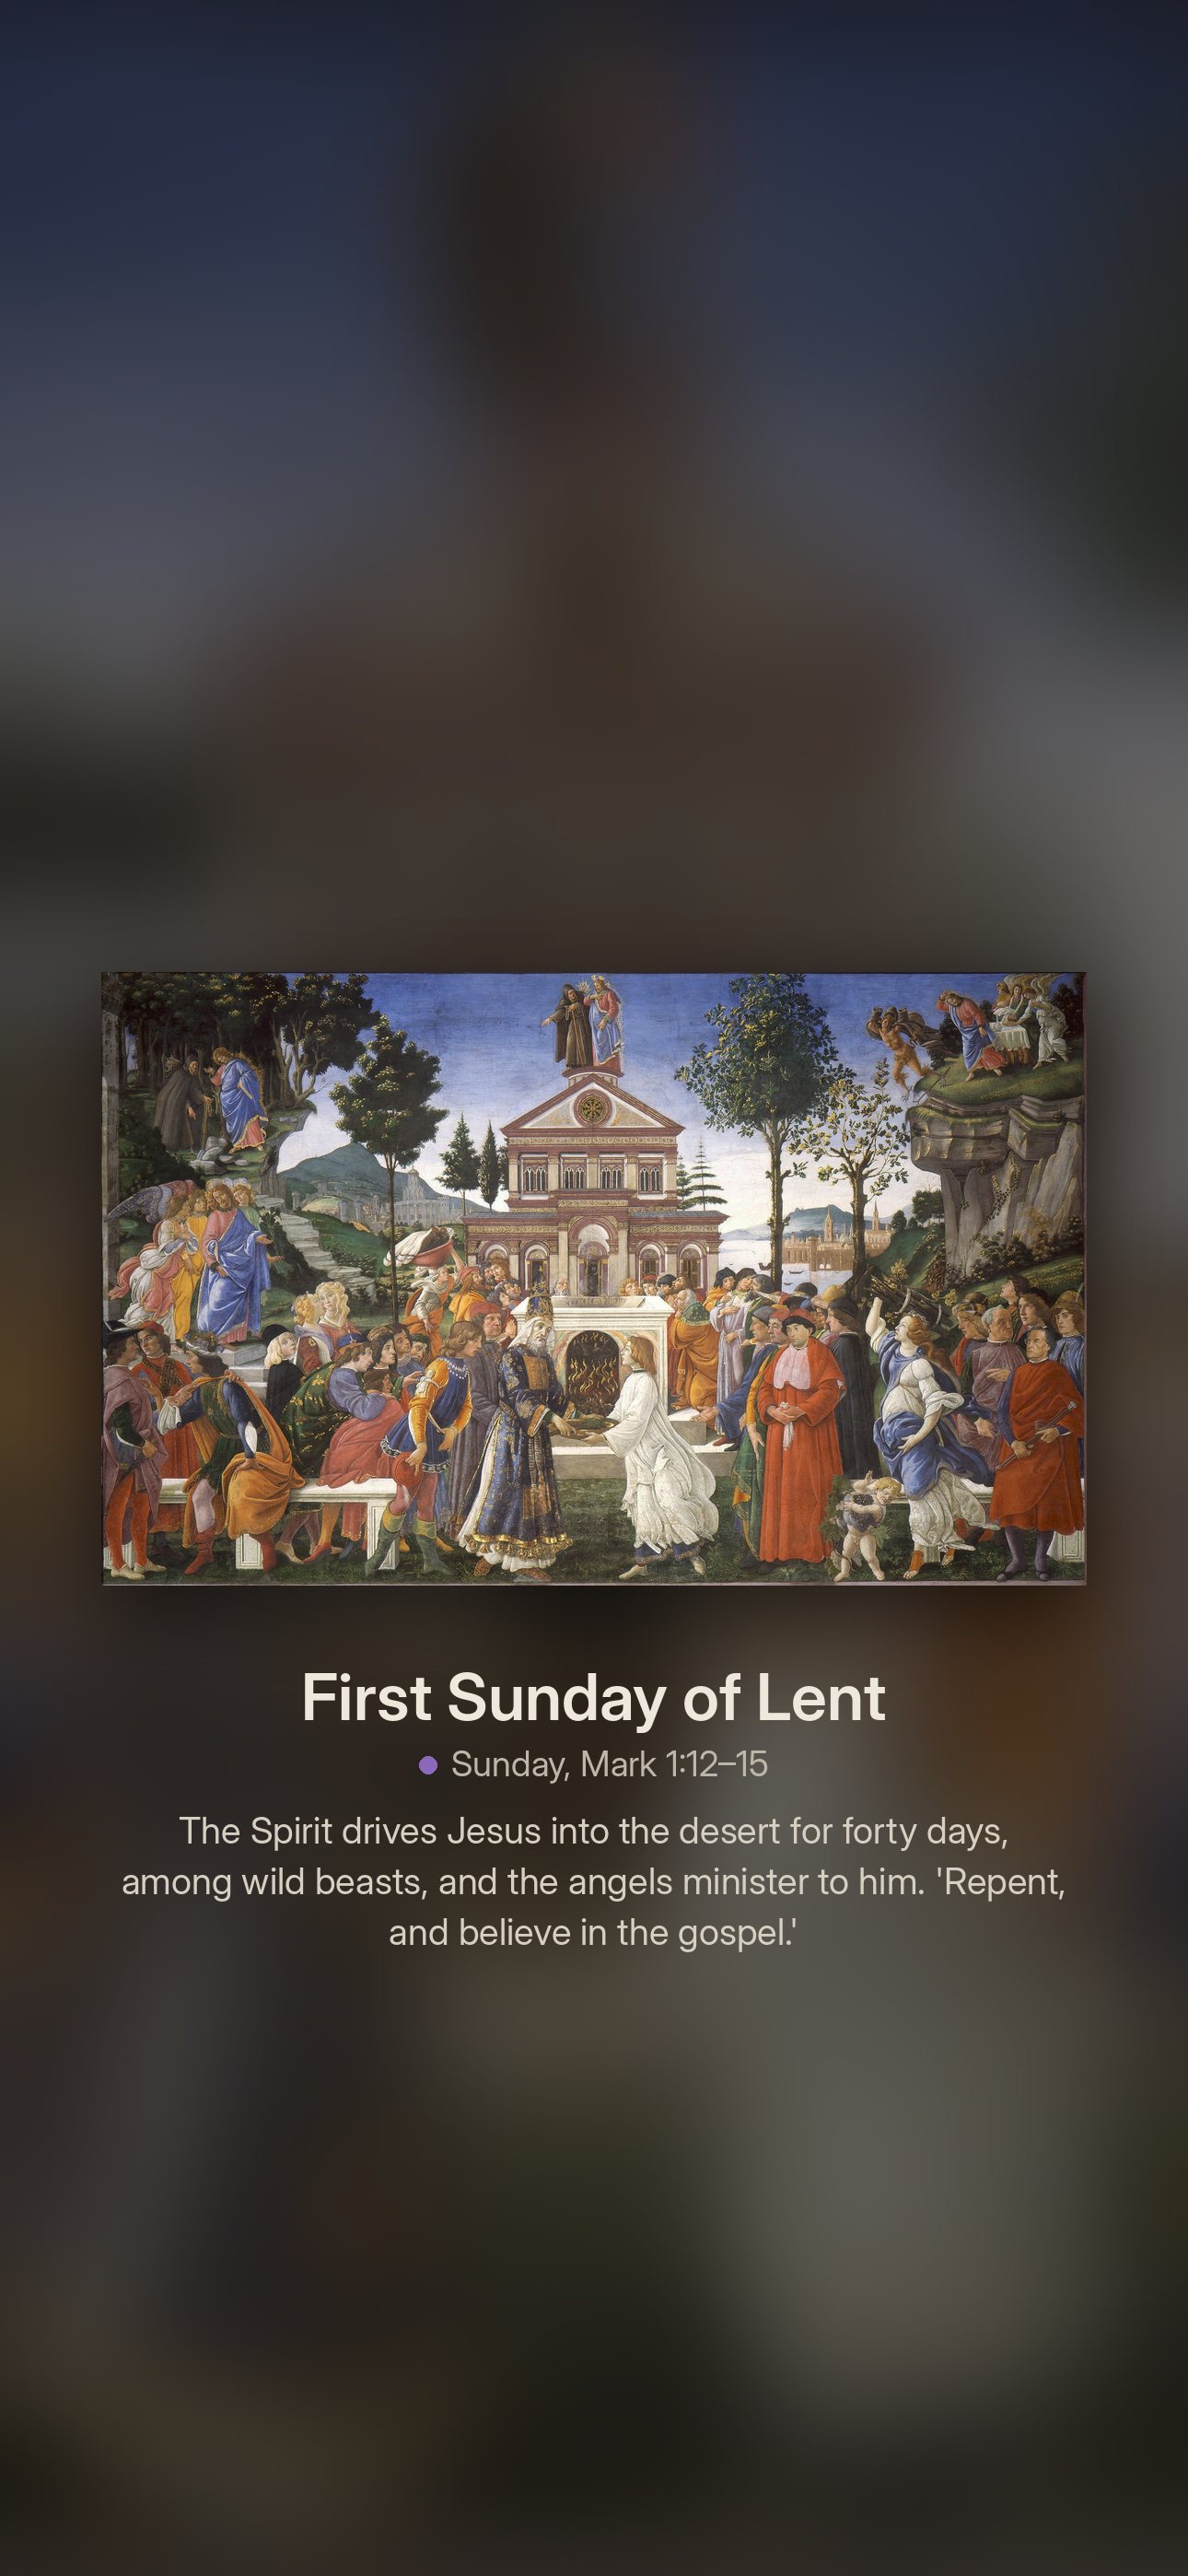 First Sunday of Lent
Sunday, Mark 1:12–15
The Spirit drives Jesus into the desert for forty days,
among wild beasts, and the angels minister to him. 'Repent,
and believe in the gospel.'